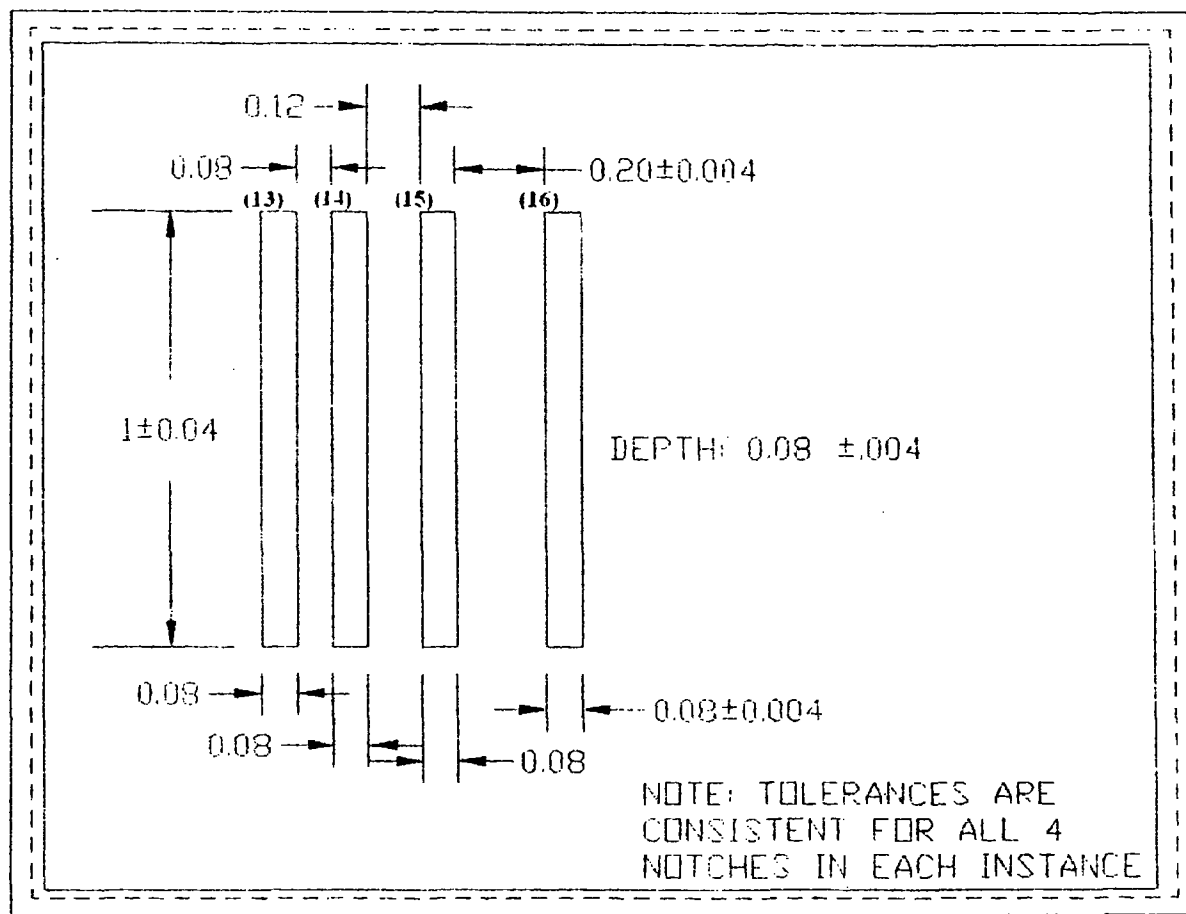 0.12
0.08
0.20±0.004
(13) (14) (15) (16)
1±0.04
DEPTH: 0.08 ±.004
0.08
0.08±0.004
0.08
0.08
NOTE: TOLERANCES ARE
CONSISTENT FOR ALL 4
NOTCHES IN EACH INSTANCE